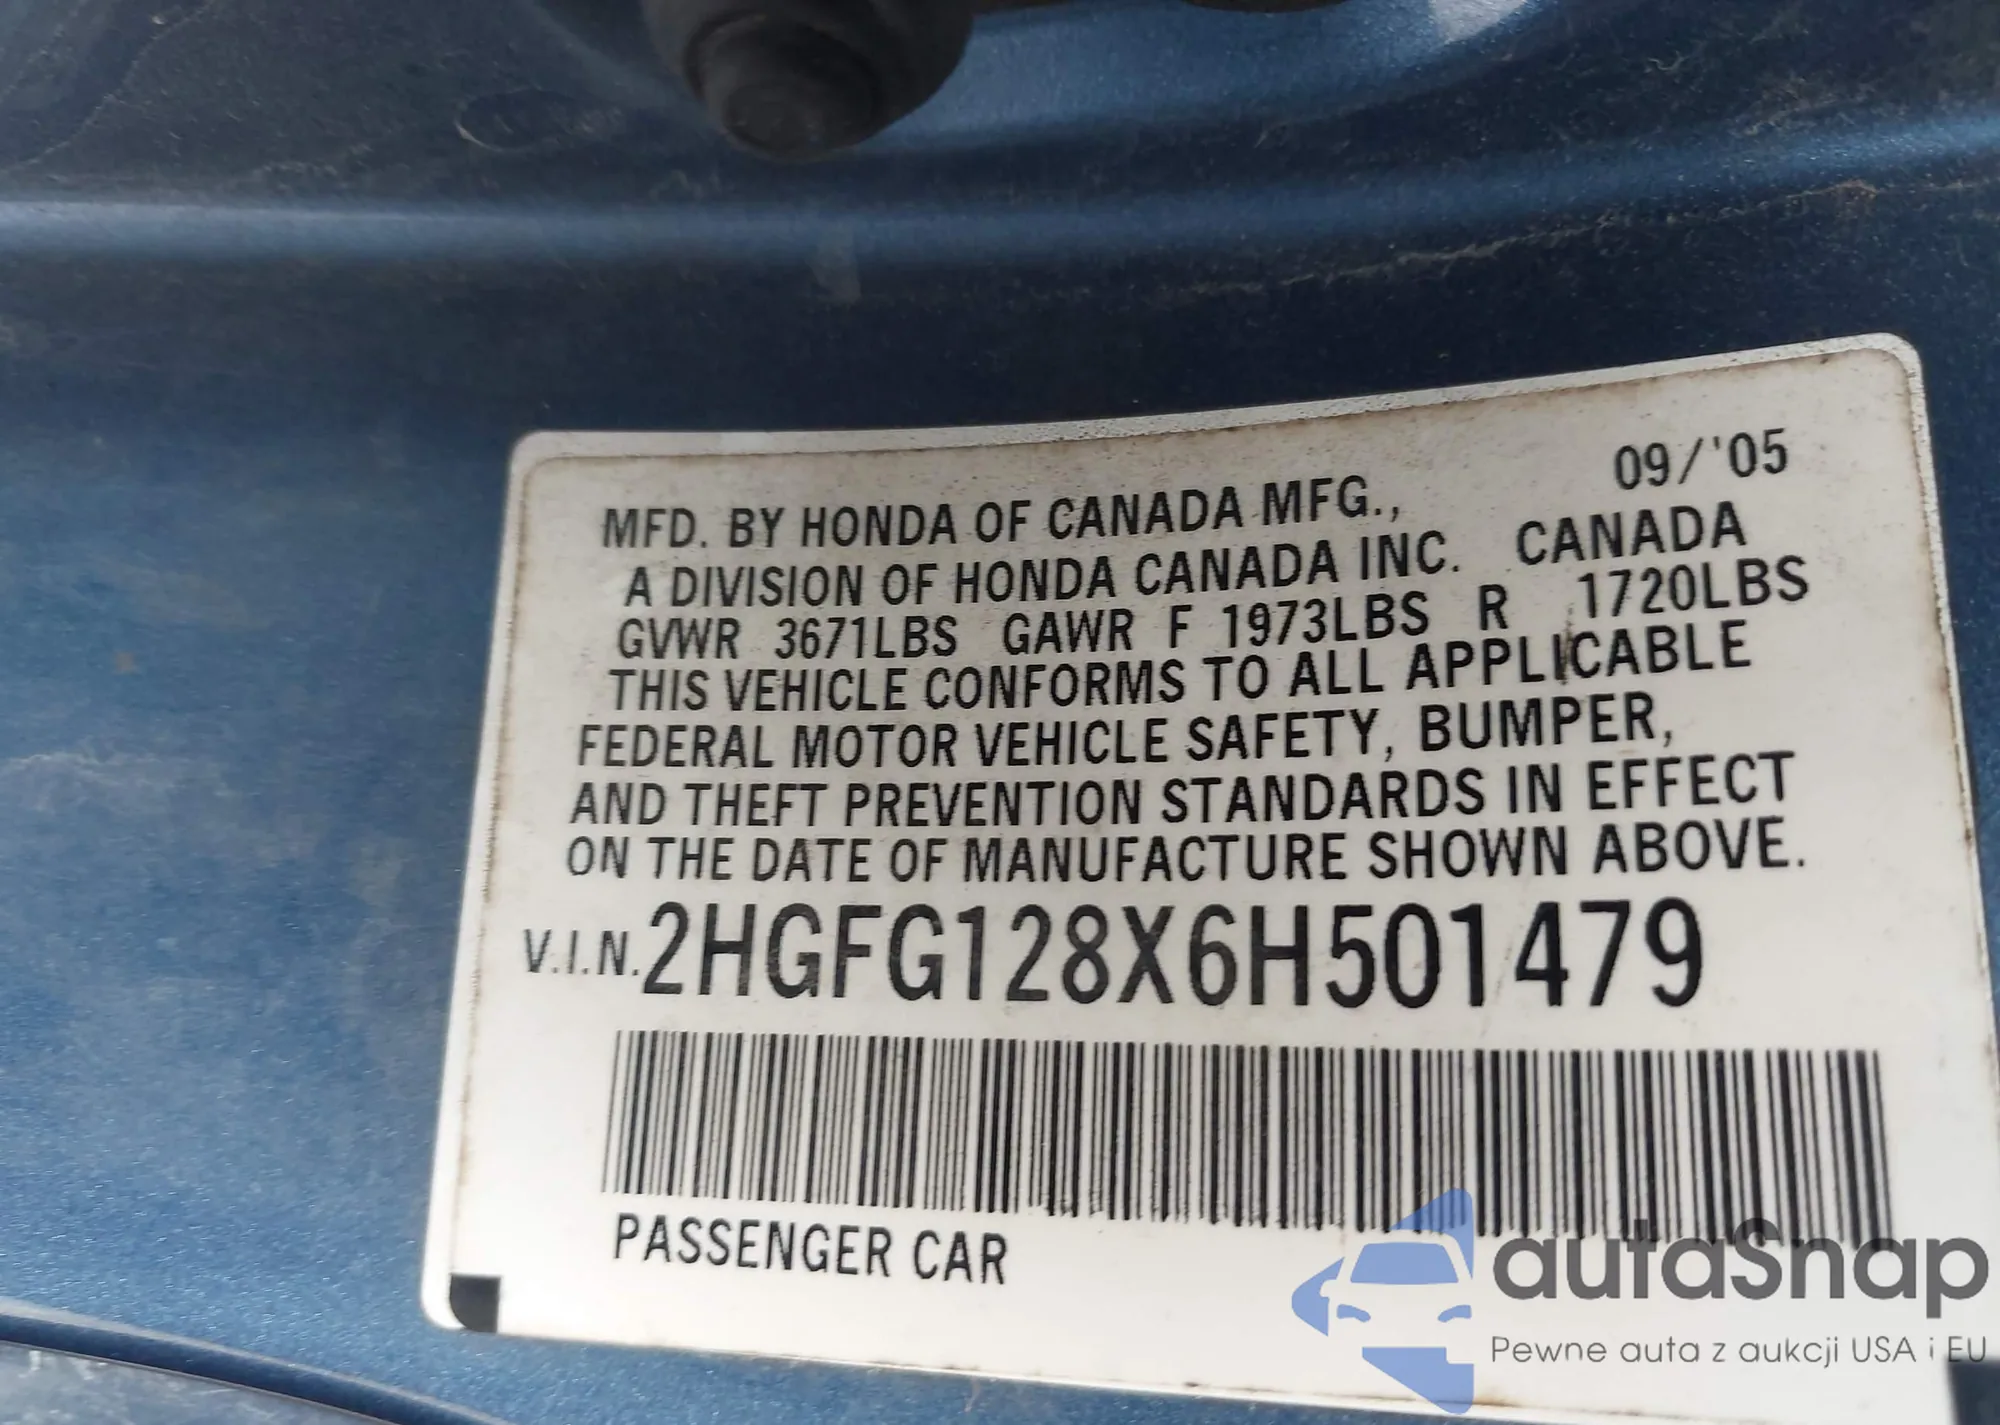 09/'05
MFD. BY HONDA OF CANADA MFG.,
A DIVISION OF HONDA CANADA INC. CANADA
GVWR 3671LBS GAWR F 1973LBS R 1720LBS
THIS VEHICLE CONFORMS TO ALL APPLICABLE
FEDERAL MOTOR VEHICLE SAFETY, BUMPER,
AND THEFT PREVENTION STANDARDS IN EFFECT
ON THE DATE OF MANUFACTURE SHOWN ABOVE.
V.I.N. 2HGFG128X6H501479
PASSENGER CAR
autaSnap
Pewne auta z aukcji USA i EU